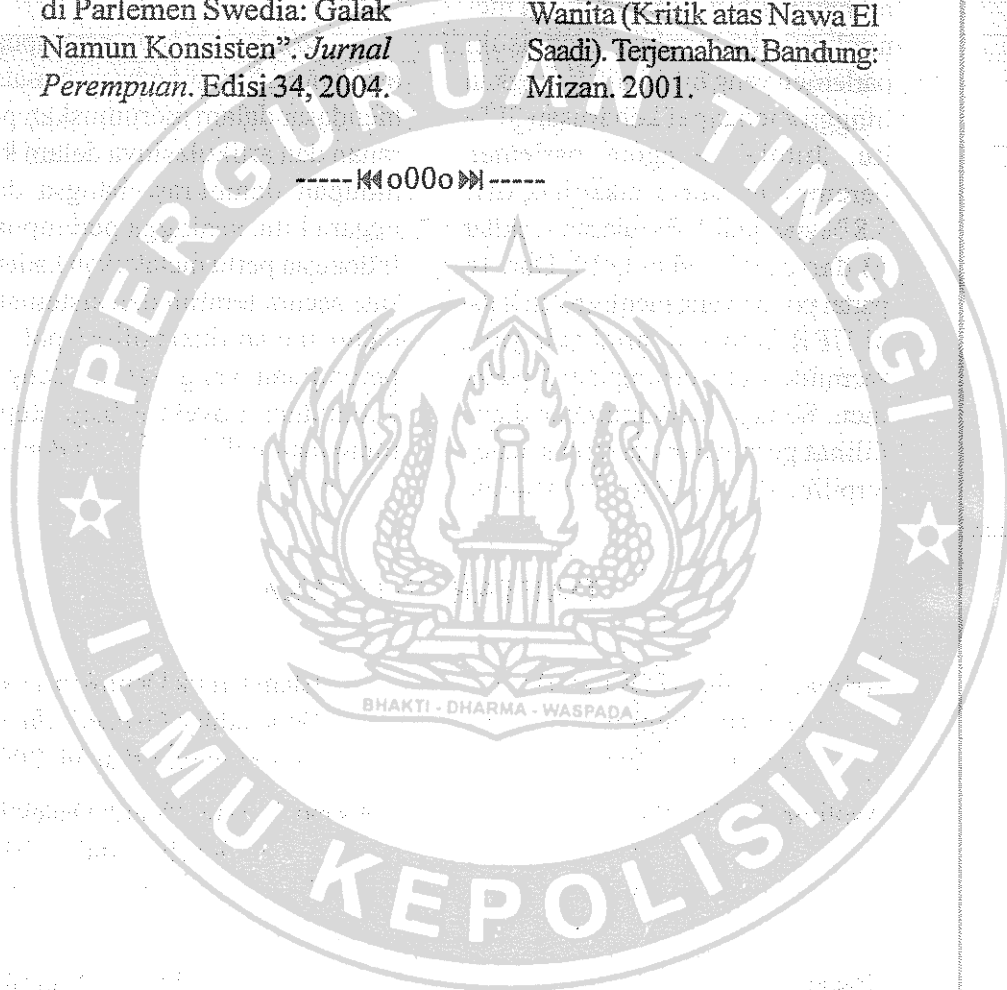 di Parlemen Swedia: Galak
Namun Konsisten”. Jurnal
Perempuan. Edisi 34, 2004.
Wanita (Kritik atas Nawa El
Saadi). Terjemahan. Bandung:
Mizan. 2001.
-----⏮o00o⏭-----
PERGURUAN TINGGI
BHAKTI - DHARMA - WASPADA
ILMU KEPOLISIAN